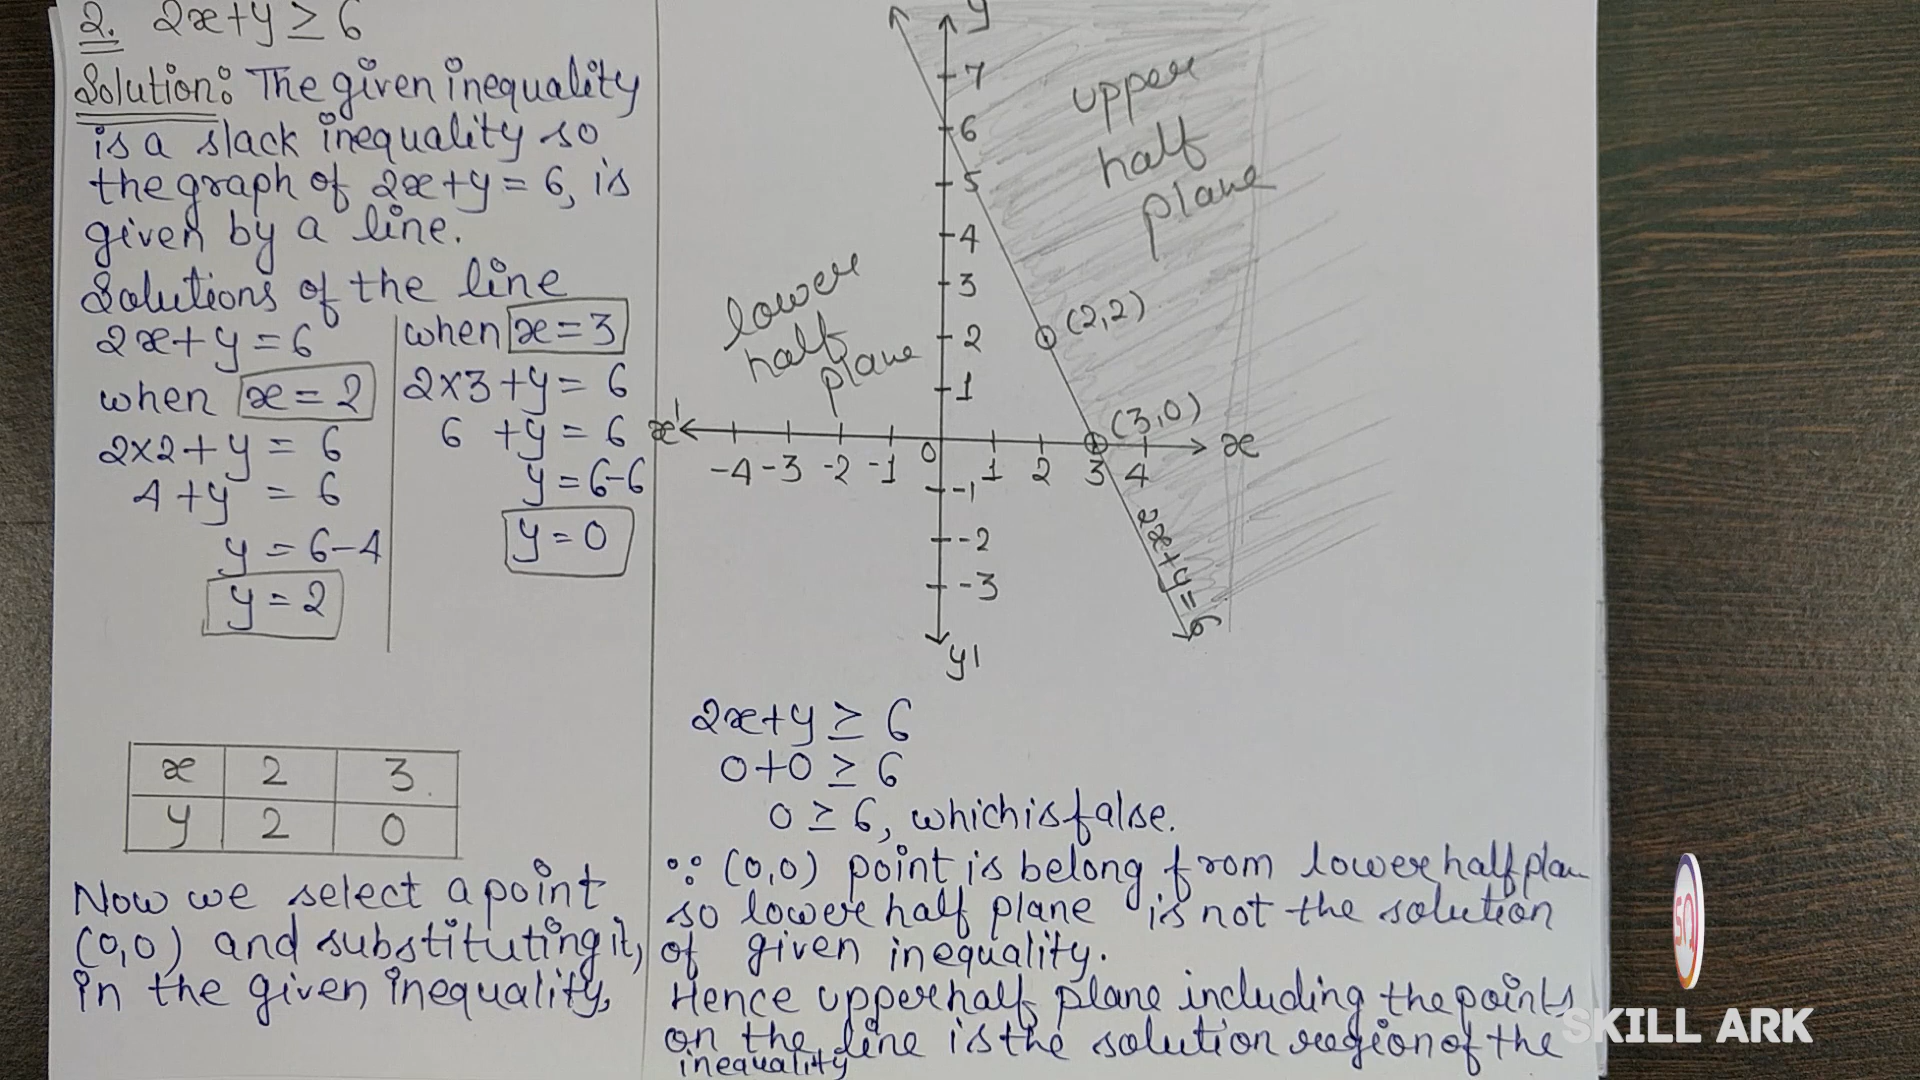 2. 2x+y ≥ 6
Solution: The given inequality
is a slack inequality so
the graph of 2x+y = 6, is
given by a line.
Solutions of the line
2x+y = 6
when x = 2
2×2+y = 6
4+y = 6
y = 6-4
y = 2
when x = 3
2×3+y = 6
6 +y = 6
y = 6-6
y = 0
x 2 3
y 2 0
Now we select a point
(0,0) and substituting it,
in the given inequality,
y
7
6
5
4
3
2
1
x' -4 -3 -2 -1 0 1 2 3 4 x
-1
-2
-3
y1
upper
half
plane
lower
half
plane
(2,2)
(3,0)
2x+y=6
2x+y ≥ 6
0+0 ≥ 6
0 ≥ 6, which is false.
∵ (0,0) point is belong from lower half plan
so lower half plane is not the solution
of given inequality.
Hence upper half plane including the points
on the line is the solution region of the
inequality
SKILL ARK